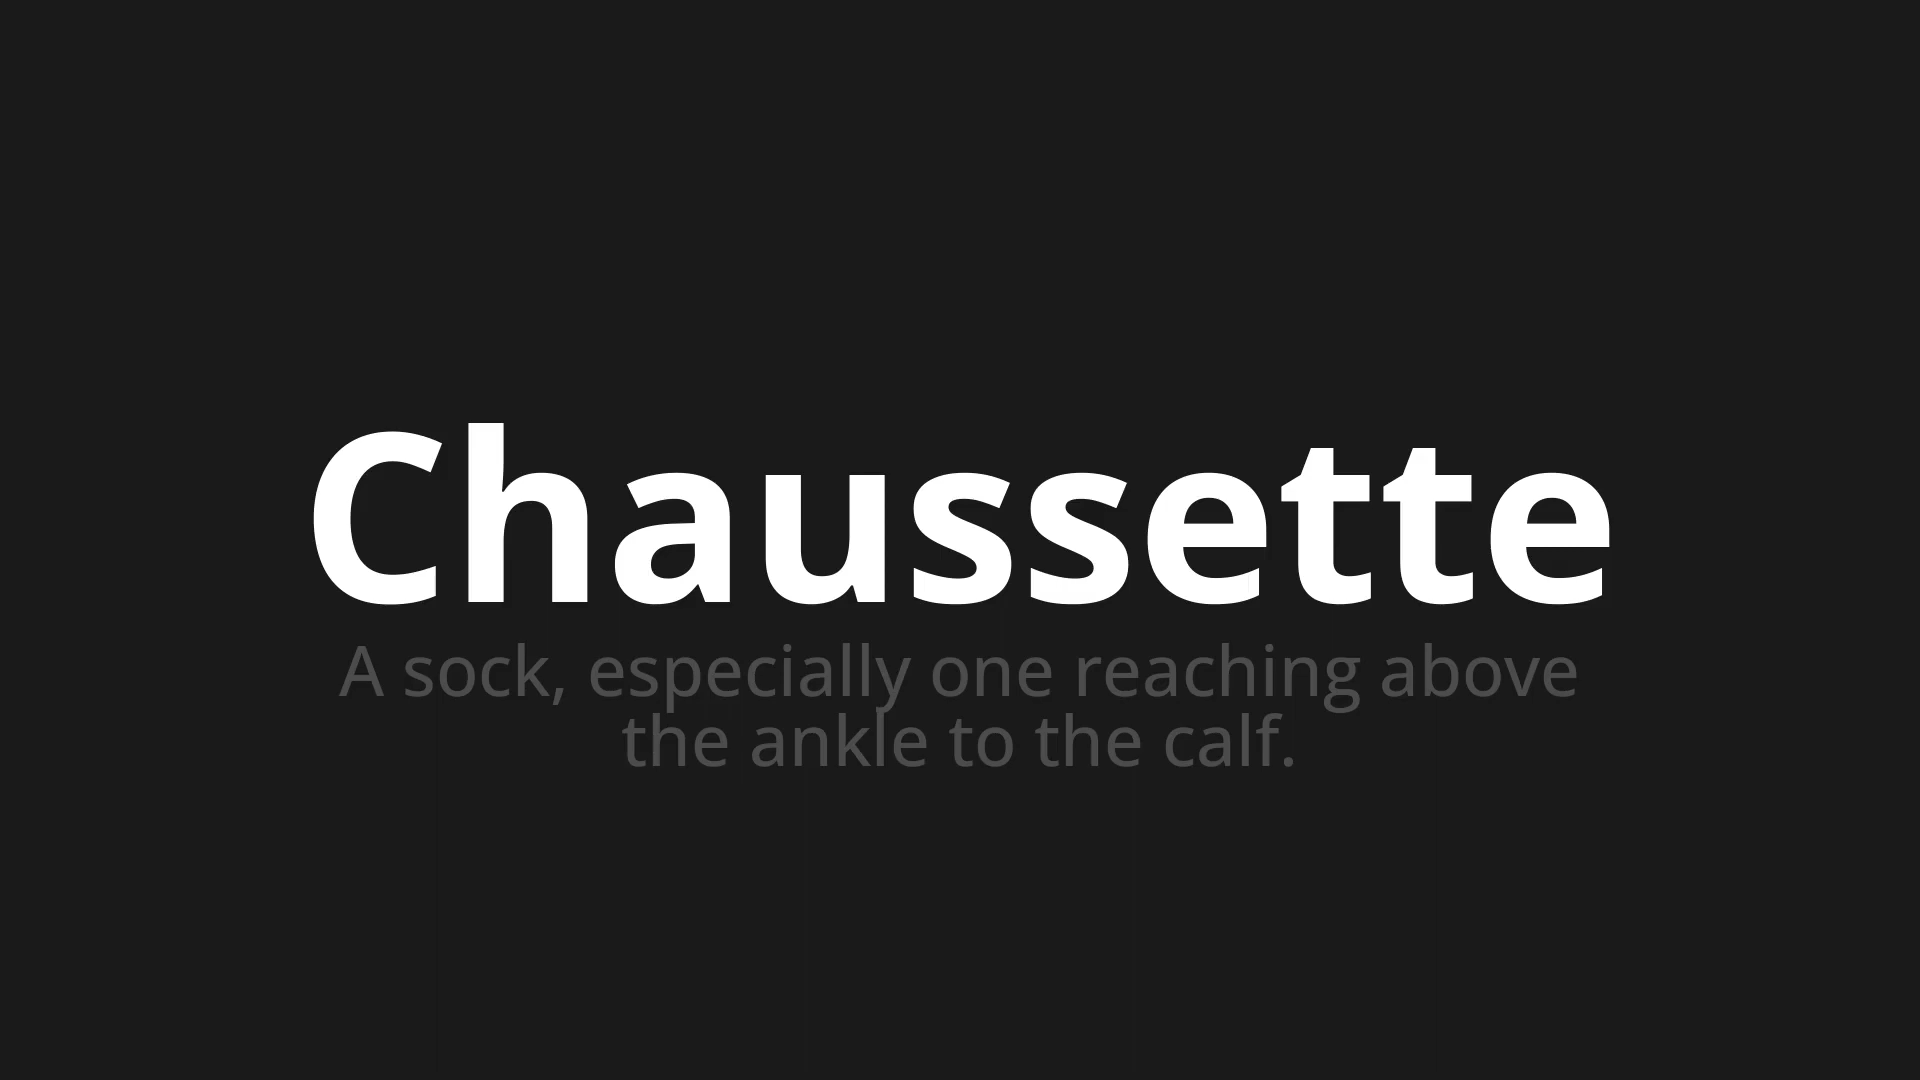 Chaussette
A sock, especially one reaching above
the ankle to the calf.